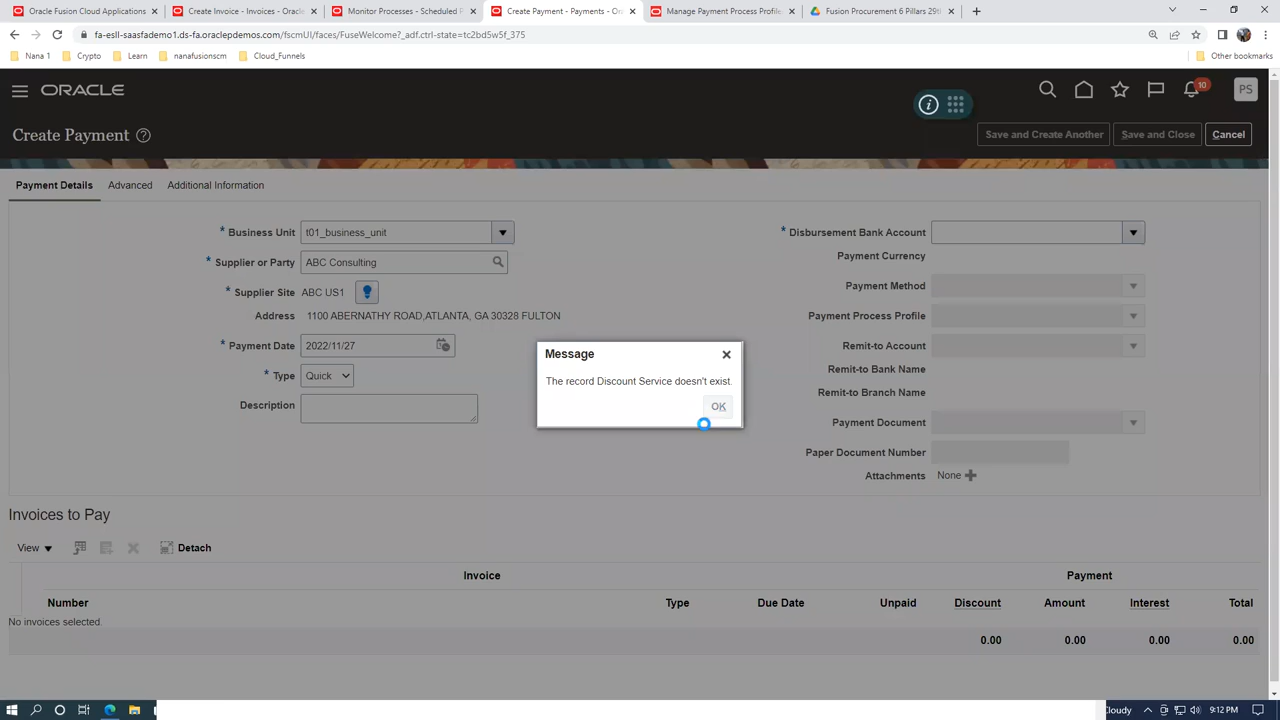 Oracle Fusion Cloud Applications
Create Invoice - Invoices - Oracle
Monitor Processes - Scheduled P
Create Payment - Payments - Or
Manage Payment Process Profile
Fusion Procurement 6 Pillars 29th
fa-esll-saasfademo1.ds-fa.oraclepdemos.com/fscmUI/faces/FuseWelcome?_adf.ctrl-state=tc2bd5w5f_375
Nana 1
Crypto
Learn
nanafusionscm
Cloud_Funnels
Other bookmarks
ORACLE
10
PS
Create Payment
Save and Create Another
Save and Close
Cancel
Payment Details
Advanced
Additional Information
* Business Unit t01_business_unit
* Supplier or Party ABC Consulting
* Supplier Site ABC US1
Address 1100 ABERNATHY ROAD,ATLANTA, GA 30328 FULTON
* Payment Date 2022/11/27
* Type Quick
Description
* Disbursement Bank Account
Payment Currency
Payment Method
Payment Process Profile
Remit-to Account
Remit-to Bank Name
Remit-to Branch Name
Payment Document
Paper Document Number
Attachments None
Message
The record Discount Service doesn't exist.
OK
Invoices to Pay
View
Detach
Invoice Payment
Number Type Due Date Unpaid Discount Amount Interest Total
No invoices selected.
0.00 0.00 0.00 0.00
Cloudy
9:12 PM